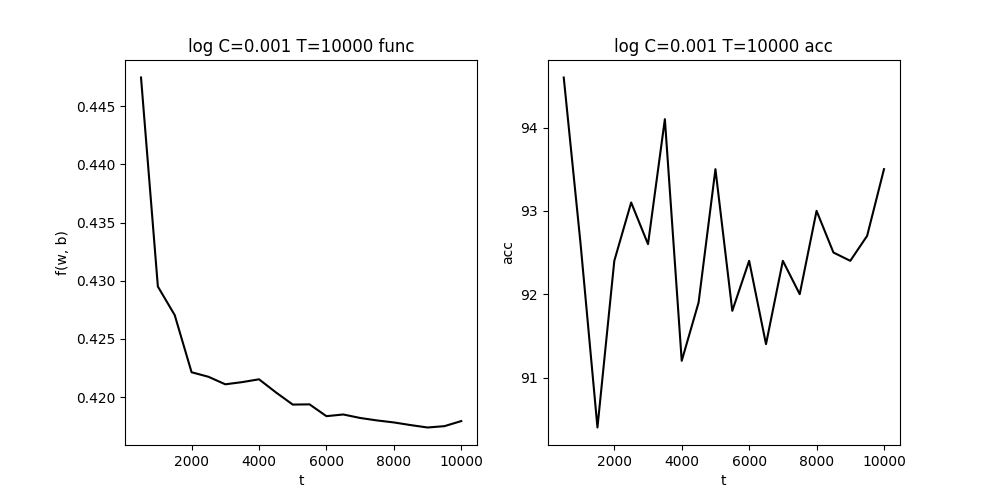 log C=0.001 T=10000 func
0.445
0.440
0.435
0.430
0.425
0.420
f(w, b)
2000 4000 6000 8000 10000
t
log C=0.001 T=10000 acc
94
93
92
91
acc
2000 4000 6000 8000 10000
t